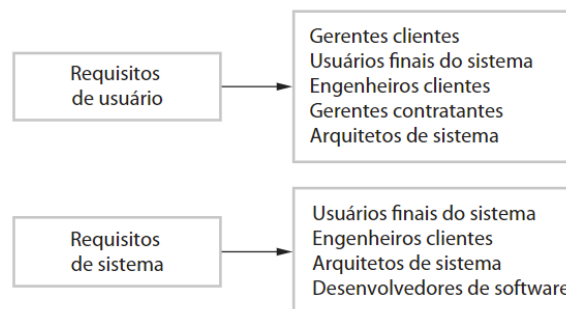 Requisitos
de usuário
Gerentes clientes
Usuários finais do sistema
Engenheiros clientes
Gerentes contratantes
Arquitetos de sistema
Requisitos
de sistema
Usuários finais do sistema
Engenheiros clientes
Arquitetos de sistema
Desenvolvedores de software